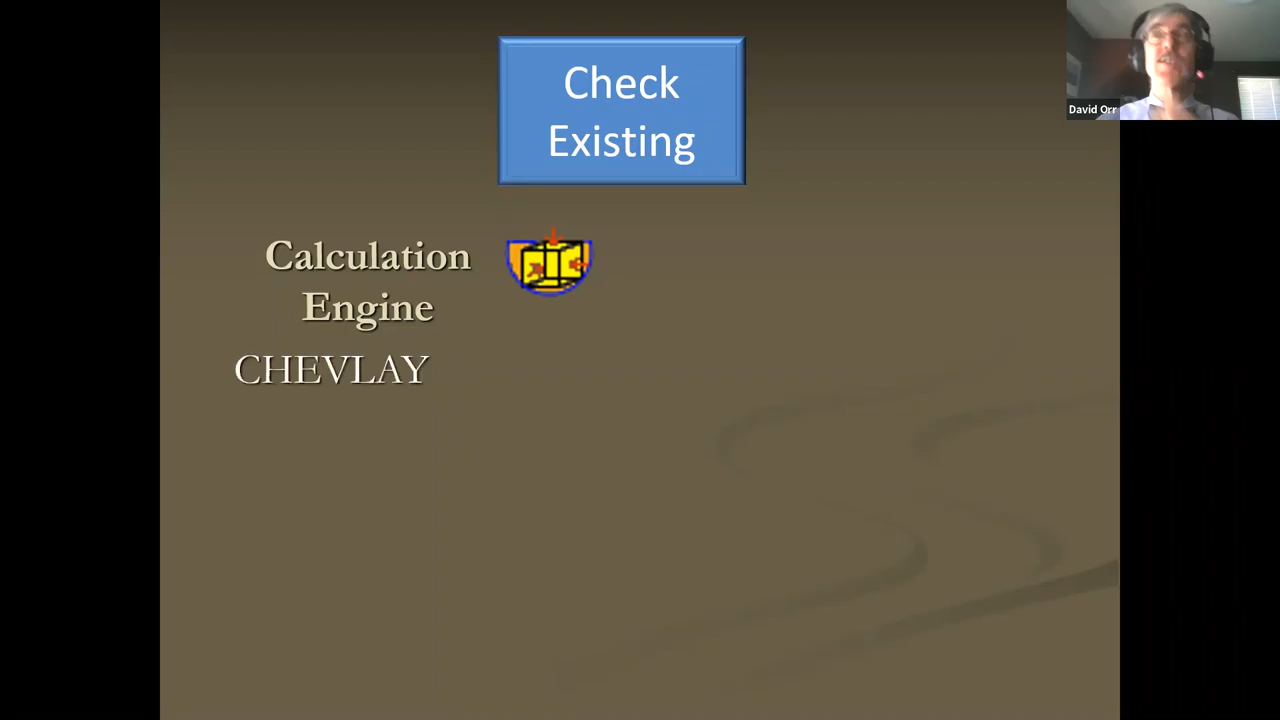 Check
Existing
David Orr
Calculation
Engine
CHEVLAY